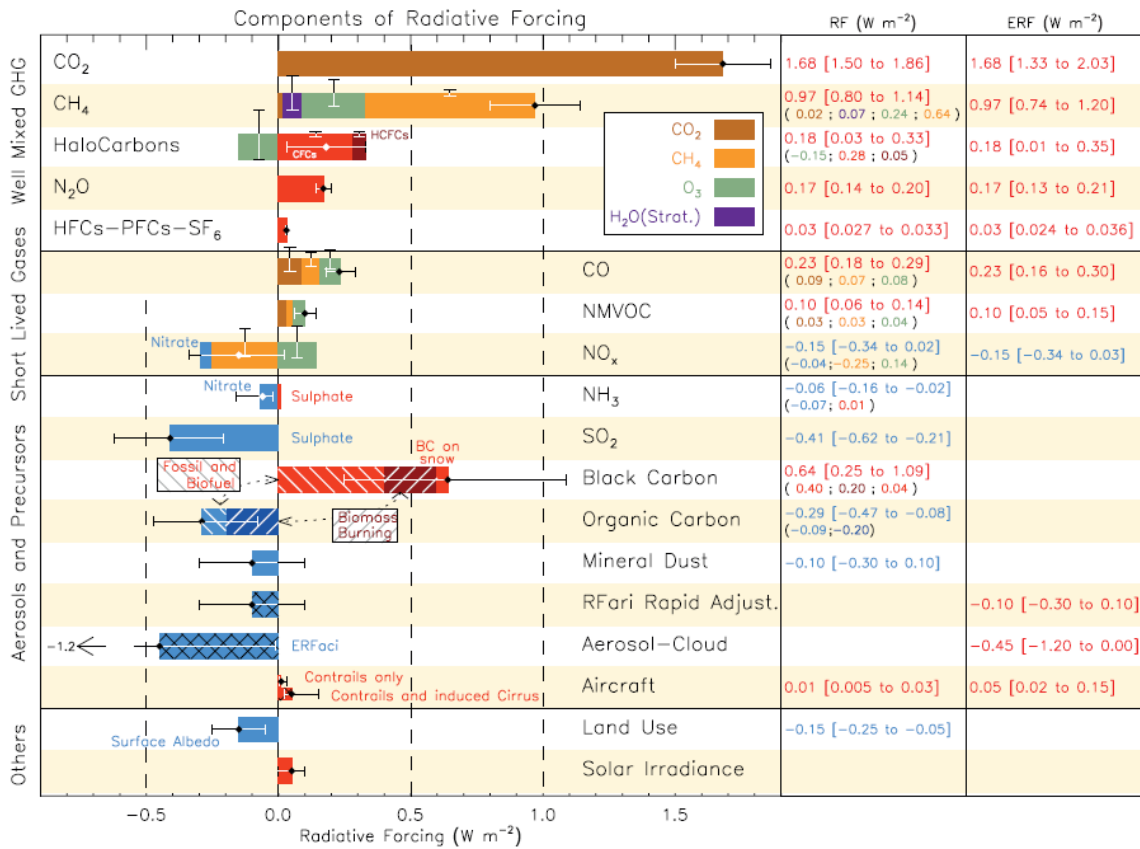 Components of Radiative Forcing
RF (W m−2)
ERF (W m−2)
Well Mixed GHG
CO2
1.68 [1.50 to 1.86]
1.68 [1.33 to 2.03]
CH4
0.97 [0.80 to 1.14]
(0.02; 0.07; 0.24; 0.64)
0.97 [0.74 to 1.20]
HaloCarbons
CFCs
HCFCs
0.18 [0.03 to 0.33]
(−0.15; 0.28; 0.05)
0.18 [0.01 to 0.35]
N2O
0.17 [0.14 to 0.20]
0.17 [0.13 to 0.21]
HFCs−PFCs−SF6
0.03 [0.027 to 0.033]
0.03 [0.024 to 0.036]
CO2
CH4
O3
H2O(Strat.)
Short Lived Gases
CO
0.23 [0.18 to 0.29]
(0.09; 0.07; 0.08)
0.23 [0.16 to 0.30]
NMVOC
0.10 [0.06 to 0.14]
(0.03; 0.03; 0.04)
0.10 [0.05 to 0.15]
Nitrate
NOx
−0.15 [−0.34 to 0.02]
(−0.04; −0.25; 0.14)
−0.15 [−0.34 to 0.03]
Aerosols and Precursors
Nitrate
Sulphate
NH3
−0.06 [−0.16 to −0.02]
(−0.07; 0.01)
Sulphate
SO2
−0.41 [−0.62 to −0.21]
Fossil and
Biofuel
BC on
snow
Black Carbon
0.64 [0.25 to 1.09]
(0.40; 0.20; 0.04)
Biomass
Burning
Organic Carbon
−0.29 [−0.47 to −0.08]
(−0.09; −0.20)
Mineral Dust
−0.10 [−0.30 to 0.10]
RFari Rapid Adjust.
−0.10 [−0.30 to 0.10]
−1.2
ERFaci
Aerosol−Cloud
−0.45 [−1.20 to 0.00]
Contrails only
Contrails and induced Cirrus
Aircraft
0.01 [0.005 to 0.03]
0.05 [0.02 to 0.15]
Others
Surface Albedo
Land Use
−0.15 [−0.25 to −0.05]
Solar Irradiance
−0.5 0.0 0.5 1.0 1.5
Radiative Forcing (W m−2)